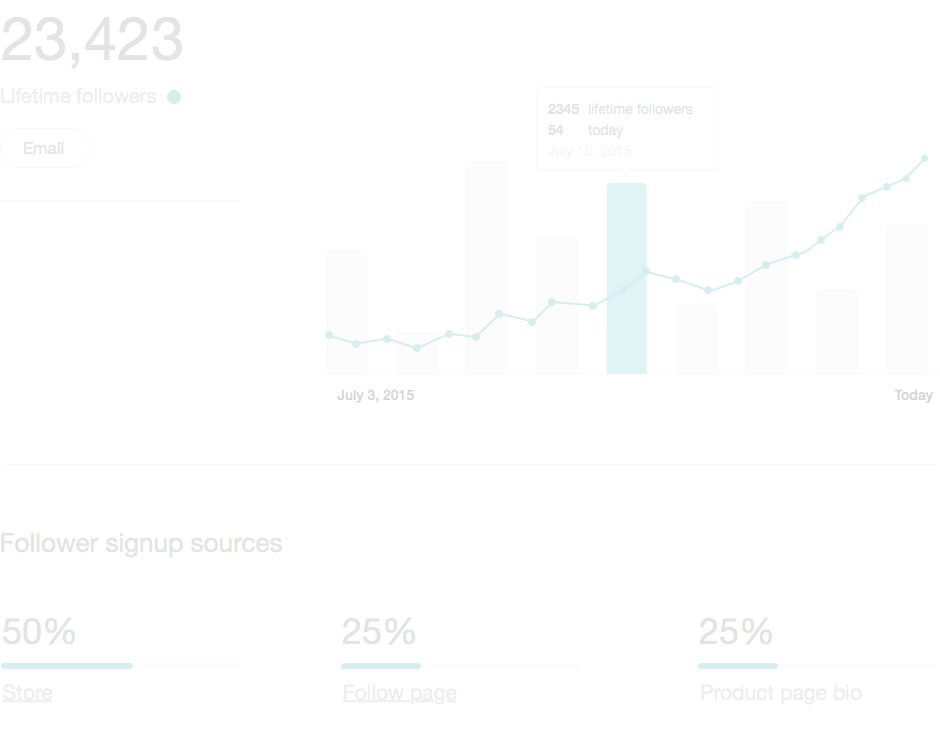 23,423
Lifetime followers
Email
2345 lifetime followers
54 today
July 10, 2015
July 3, 2015
Today
Follower signup sources
50%
Store
25%
Follow page
25%
Product page bio